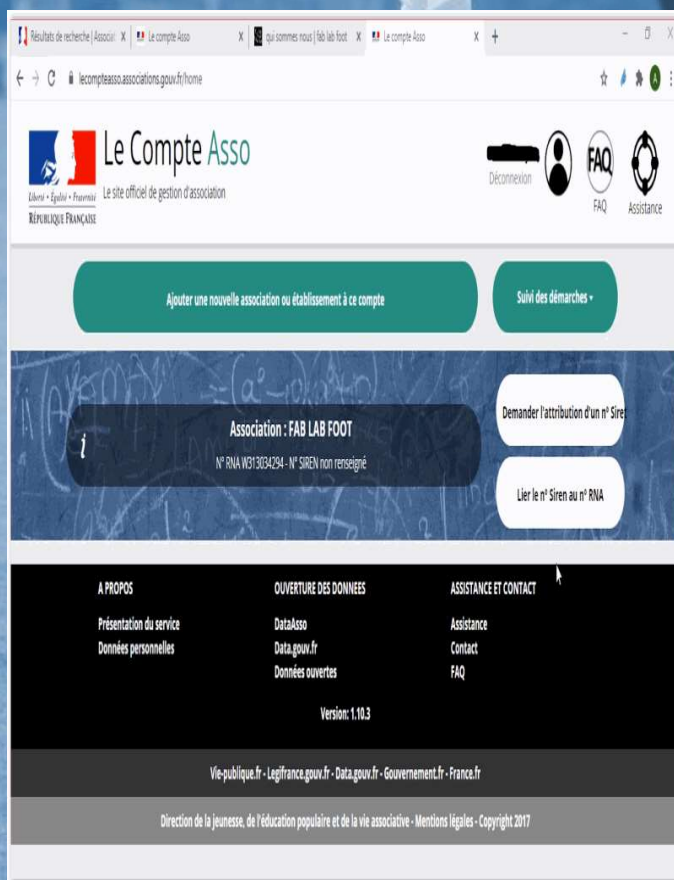 Résultats de recherche | Associat
Le compte Asso
qui sommes nous | fab lab foot
Le compte Asso
lecompteasso.associations.gouv.fr/home
A
Le Compte Asso
Le site officiel de gestion d'association
Liberté • Égalité • Fraternité
RÉPUBLIQUE FRANÇAISE
Déconnexion
FAQ
FAQ
Assistance
Ajouter une nouvelle association ou établissement à ce compte
Suivi des démarches
i
Association : FAB LAB FOOT
N° RNA W313034294 - N° SIREN non renseigné
Demander l'attribution d'un n° Siret
Lier le n° Siren au n° RNA
A PROPOS
Présentation du service
Données personnelles
OUVERTURE DES DONNEES
DataAsso
Data.gouv.fr
Données ouvertes
ASSISTANCE ET CONTACT
Assistance
Contact
FAQ
Version: 1.10.3
Vie-publique.fr - Legifrance.gouv.fr - Data.gouv.fr - Gouvernement.fr - France.fr
Direction de la jeunesse, de l'éducation populaire et de la vie associative - Mentions légales - Copyright 2017